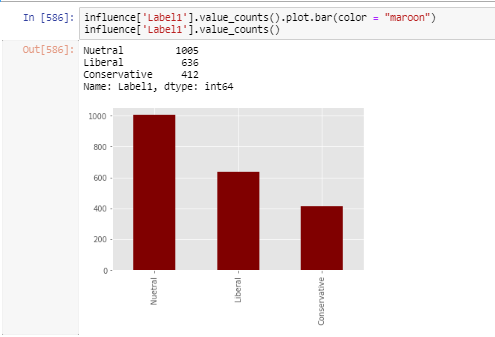 In [586]: influence['Label1'].value_counts().plot.bar(color = "maroon")
influence['Label1'].value_counts()
Out[586]: Nuetral 1005
Liberal 636
Conservative 412
Name: Label1, dtype: int64
1000
800
600
400
200
0
Nuetral
Liberal
Conservative